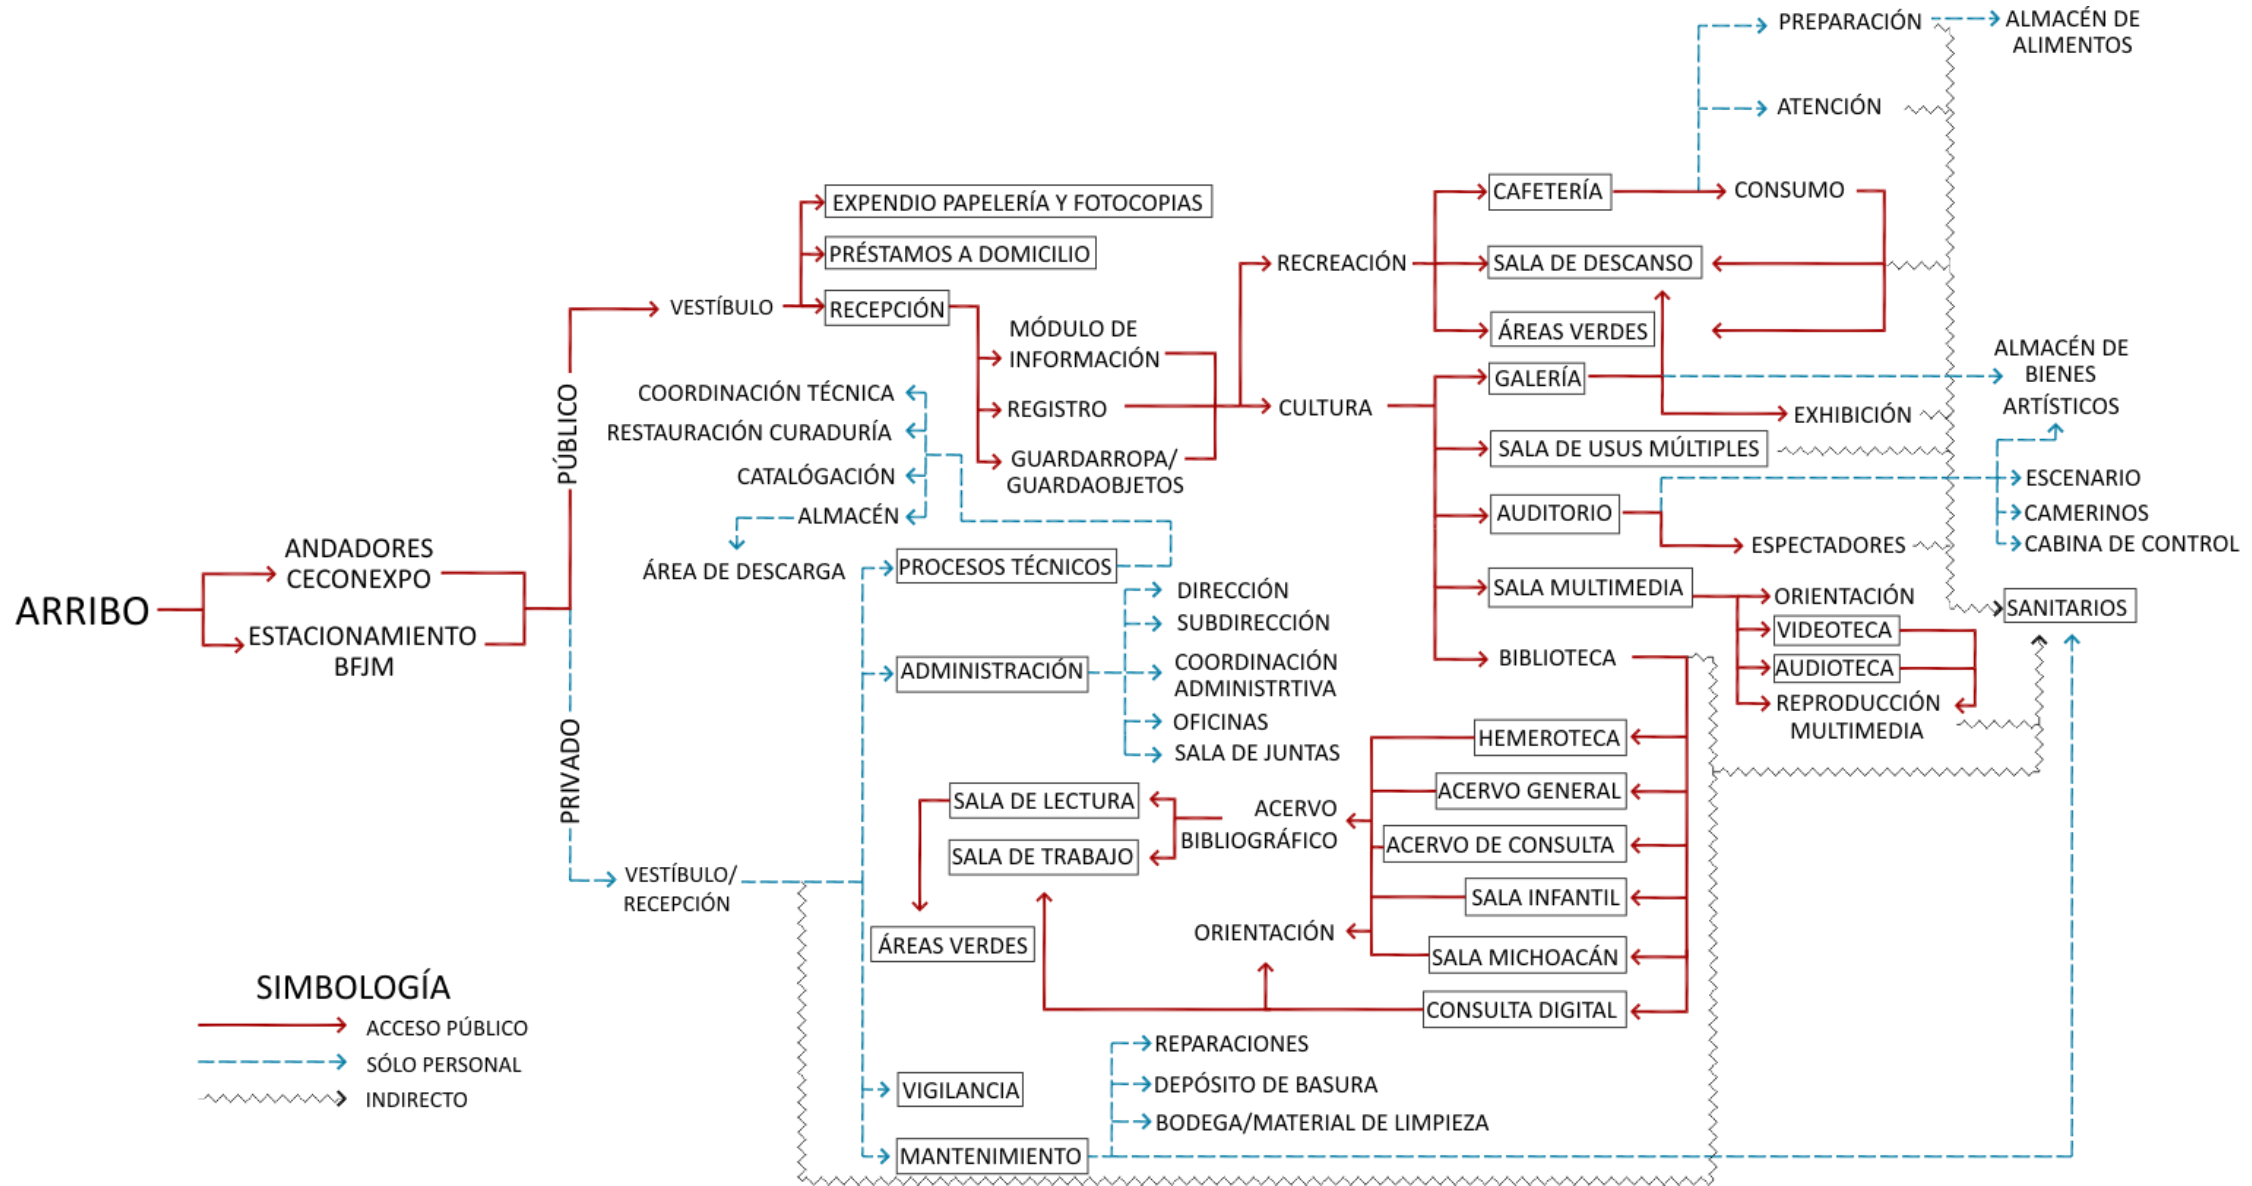 PREPARACIÓN
ALMACÉN DE
ALIMENTOS
ATENCIÓN
EXPENDIO PAPELERÍA Y FOTOCOPIAS
CAFETERÍA
CONSUMO
PRÉSTAMOS A DOMICILIO
RECREACIÓN
SALA DE DESCANSO
VESTÍBULO
RECEPCIÓN
ÁREAS VERDES
MÓDULO DE
INFORMACIÓN
ALMACÉN DE
BIENES
ARTÍSTICOS
GALERÍA
COORDINACIÓN TÉCNICA
REGISTRO
CULTURA
EXHIBICIÓN
PÚBLICO
RESTAURACIÓN CURADURÍA
SALA DE USUS MÚLTIPLES
GUARDARROPA/
GUARDAOBJETOS
CATALÓGACIÓN
ESCENARIO
ALMACÉN
AUDITORIO
CAMERINOS
ESPECTADORES
CABINA DE CONTROL
ANDADORES
CECONEXPO
ÁREA DE DESCARGA
PROCESOS TÉCNICOS
DIRECCIÓN
SALA MULTIMEDIA
ORIENTACIÓN
SANITARIOS
ARRIBO
SUBDIRECCIÓN
VIDEOTECA
ESTACIONAMIENTO
BFJM
ADMINISTRACIÓN
COORDINACIÓN
ADMINISTRTIVA
BIBLIOTECA
AUDIOTECA
REPRODUCCIÓN
MULTIMEDIA
OFICINAS
SALA DE JUNTAS
PRIVADO
HEMEROTECA
SALA DE LECTURA
ACERVO
BIBLIOGRÁFICO
ACERVO GENERAL
SALA DE TRABAJO
ACERVO DE CONSULTA
VESTÍBULO/
RECEPCIÓN
SALA INFANTIL
ÁREAS VERDES
ORIENTACIÓN
SALA MICHOACÁN
CONSULTA DIGITAL
SIMBOLOGÍA
ACCESO PÚBLICO
SÓLO PERSONAL
INDIRECTO
REPARACIONES
VIGILANCIA
DEPÓSITO DE BASURA
BODEGA/MATERIAL DE LIMPIEZA
MANTENIMIENTO